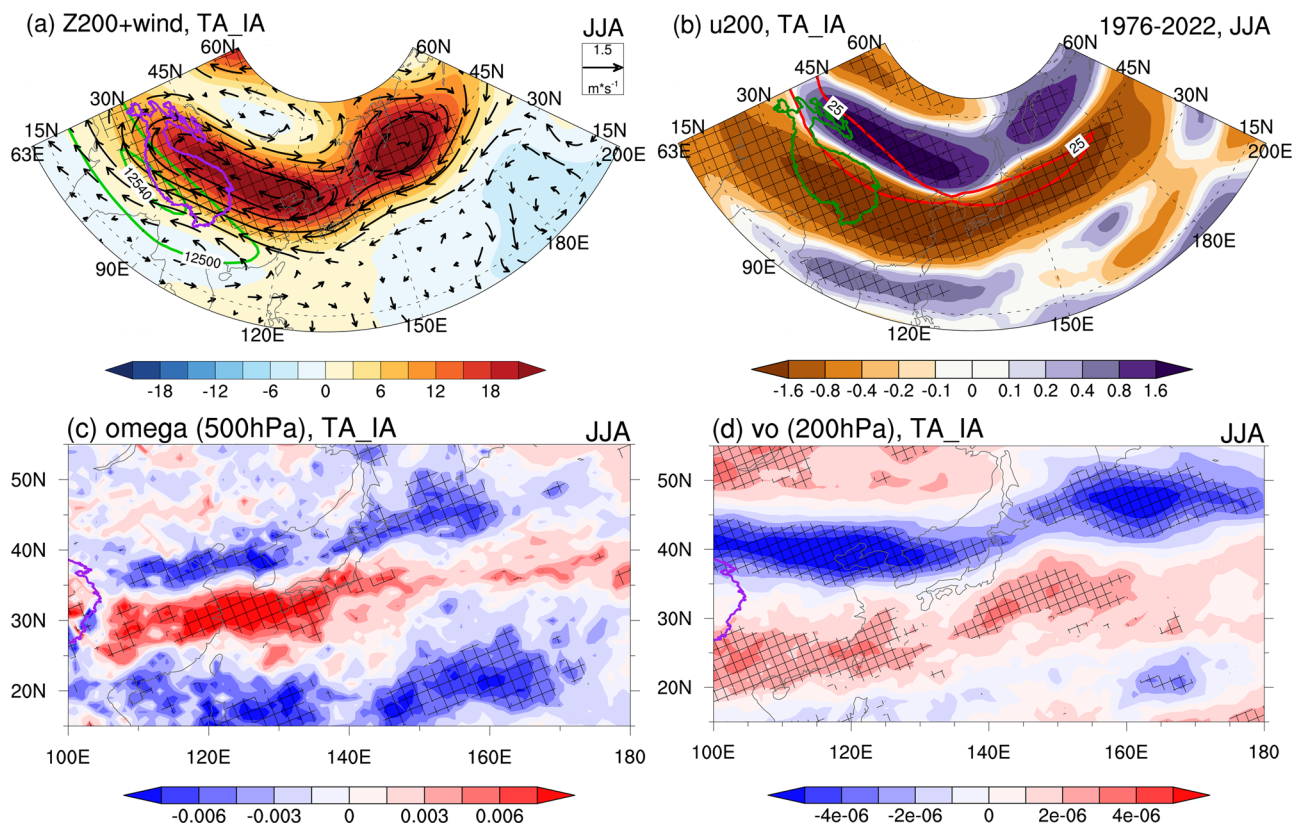 (a) Z200+wind, TA_IA JJA
1.5
m*s⁻¹
60N 60N
45N 45N
30N 30N
15N 15N
63E 200E
12540
12500
90E 180E
120E 150E
-18 -12 -6 0 6 12 18
(b) u200, TA_IA 1976-2022, JJA
60N 60N
45N 45N
30N 30N
15N 15N
63E 200E
25 25
90E 180E
120E 150E
-1.6 -0.8 -0.4 -0.2 -0.1 0 0.1 0.2 0.4 0.8 1.6
(c) omega (500hPa), TA_IA JJA
50N
40N
30N
20N
100E 120E 140E 160E 180
-0.006 -0.003 0 0.003 0.006
(d) vo (200hPa), TA_IA JJA
50N
40N
30N
20N
100E 120E 140E 160E 180
-4e-06 -2e-06 0 2e-06 4e-06